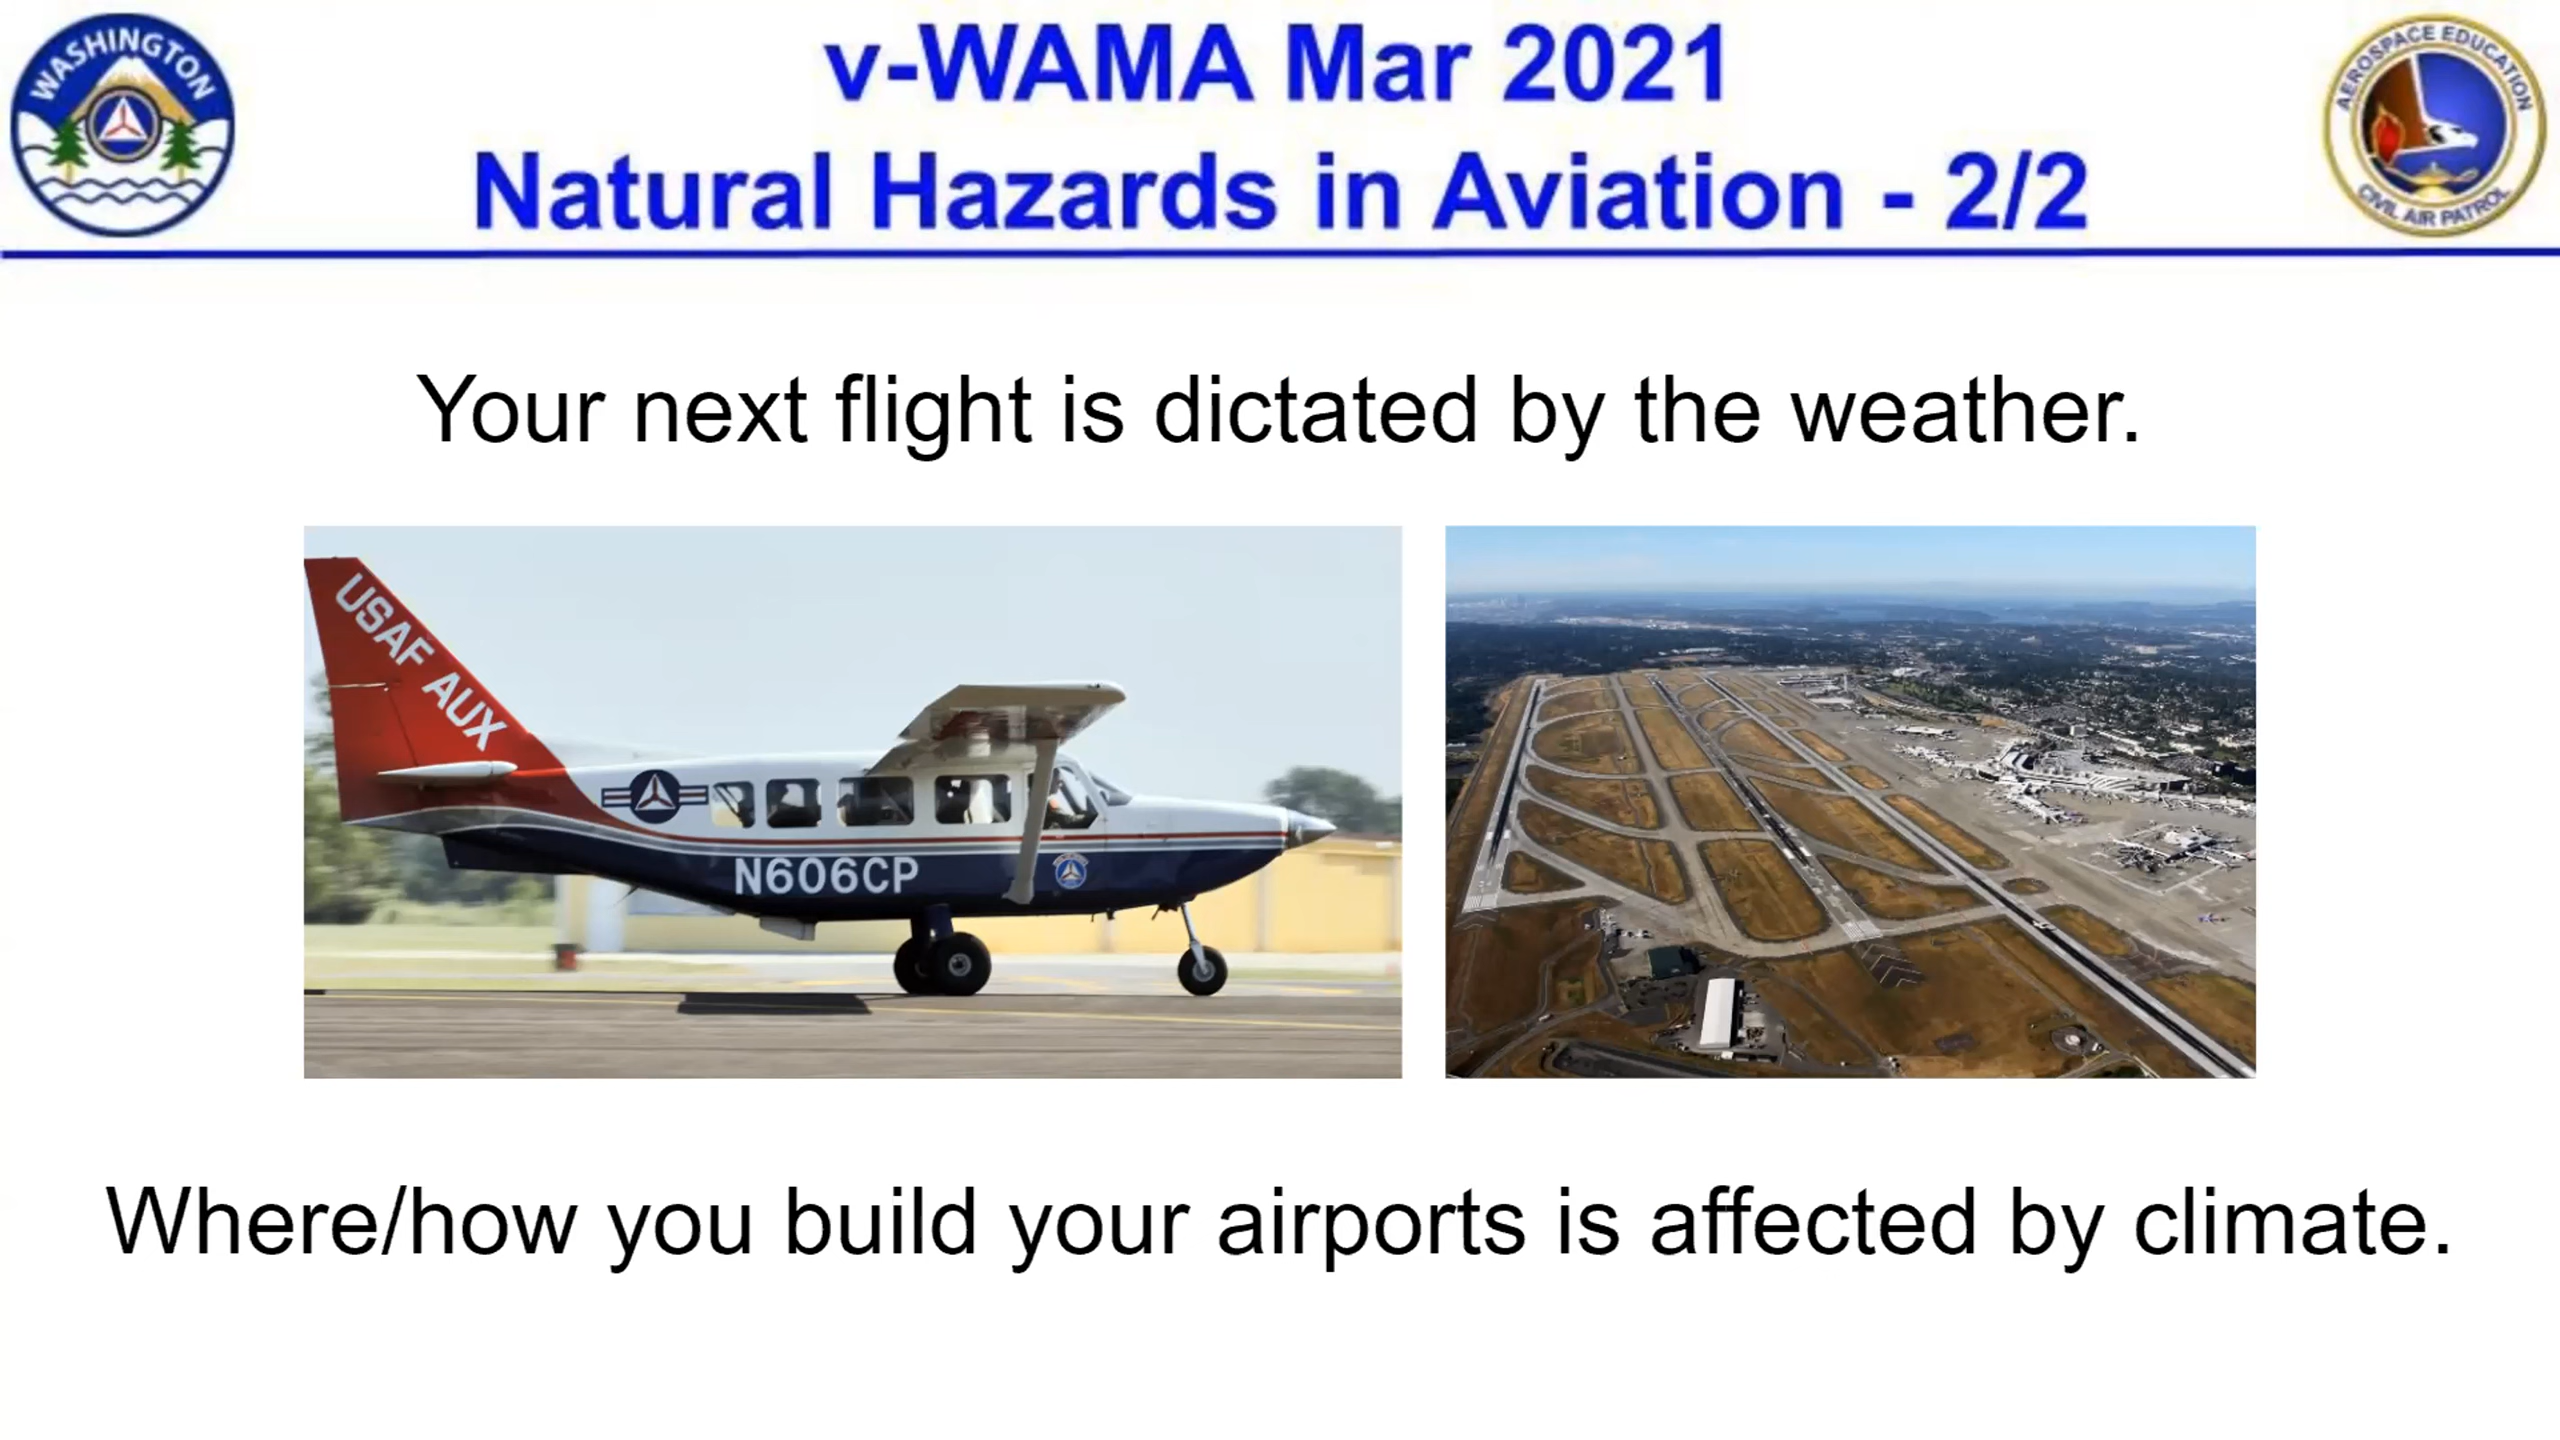 WASHINGTON
v-WAMA Mar 2021
Natural Hazards in Aviation - 2/2
AEROSPACE EDUCATION
CIVIL AIR PATROL
Your next flight is dictated by the weather.
USAF AUX
N606CP
Where/how you build your airports is affected by climate.